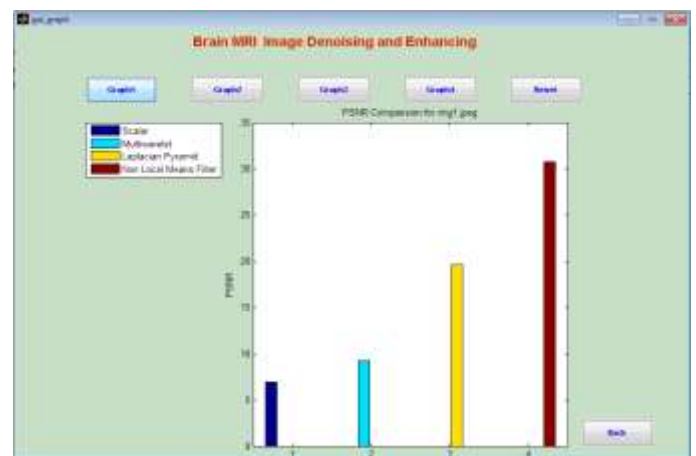 gui_graph
Brain MRI Image Denoising and Enhancing
Graph1 Graph2 Graph3 Graph4 Reset
PSNR Comparison for img1.jpeg
Scalar
Multiwavelet
Laplacian Pyramid
Non Local Means Filter
35
30
25
20
15
10
5
0
PSNR
1 2 3 4
Back